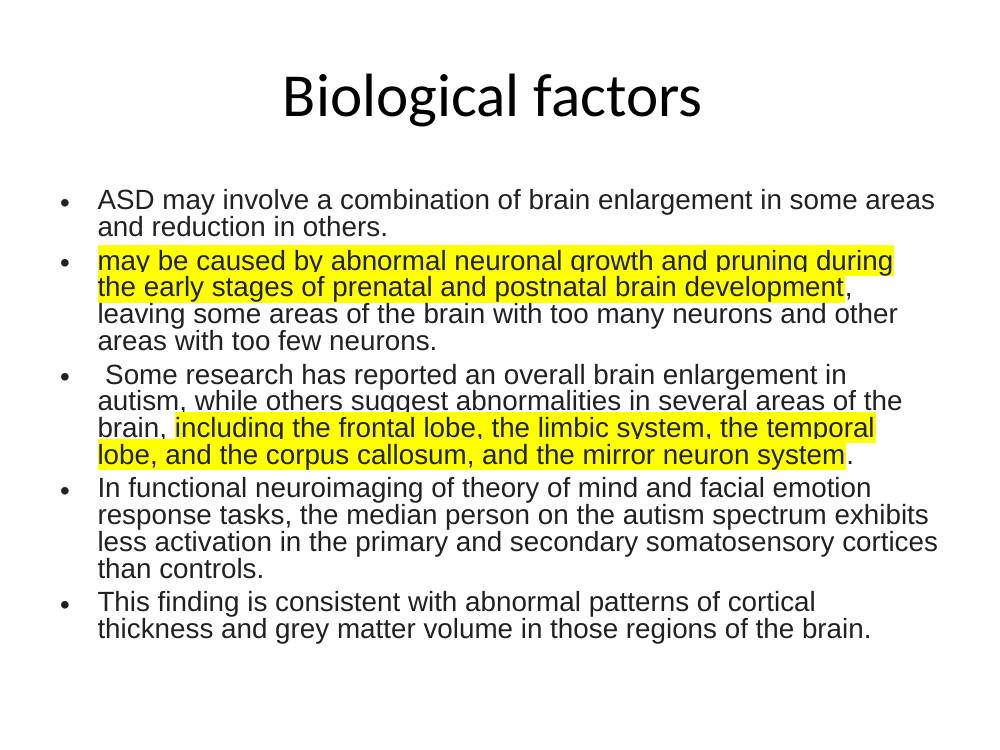 Biological factors
• ASD may involve a combination of brain enlargement in some areas
and reduction in others.
• may be caused by abnormal neuronal growth and pruning during
the early stages of prenatal and postnatal brain development,
leaving some areas of the brain with too many neurons and other
areas with too few neurons.
• Some research has reported an overall brain enlargement in
autism, while others suggest abnormalities in several areas of the
brain, including the frontal lobe, the limbic system, the temporal
lobe, and the corpus callosum, and the mirror neuron system.
• In functional neuroimaging of theory of mind and facial emotion
response tasks, the median person on the autism spectrum exhibits
less activation in the primary and secondary somatosensory cortices
than controls.
• This finding is consistent with abnormal patterns of cortical
thickness and grey matter volume in those regions of the brain.